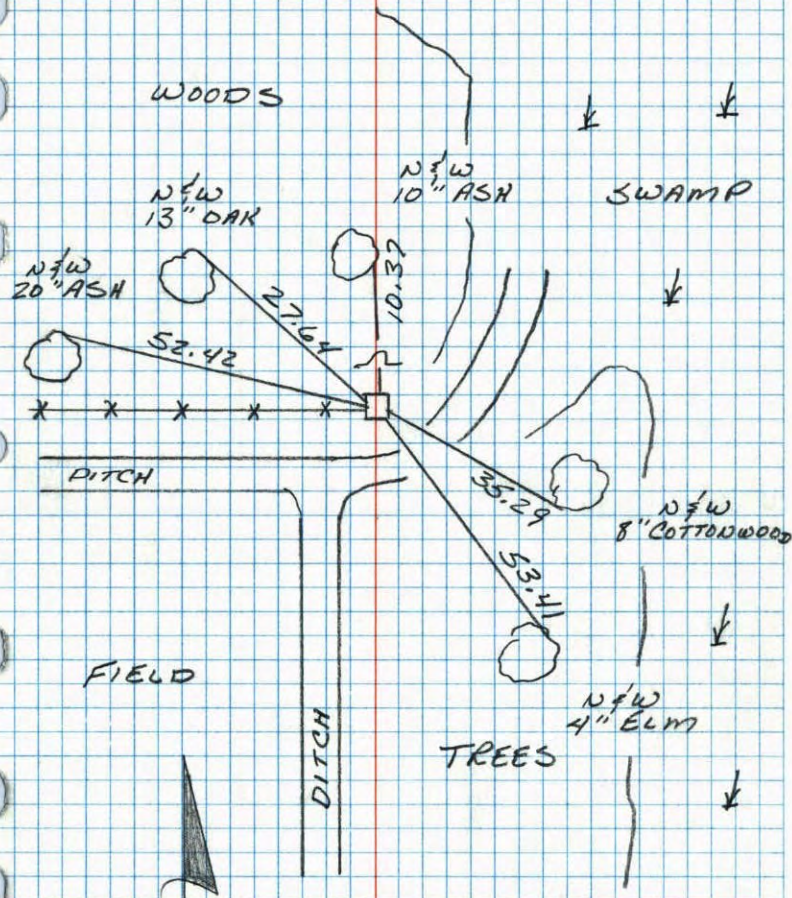 WOODS
N & W
10" ASH
SWAMP
N & W
13" OAK
N & W
20" ASH
10.37
27.64
52.42
DITCH
35.29
N & W
8" COTTONWOOD
53.41
FIELD
N & W
4" ELM
DITCH
TREES